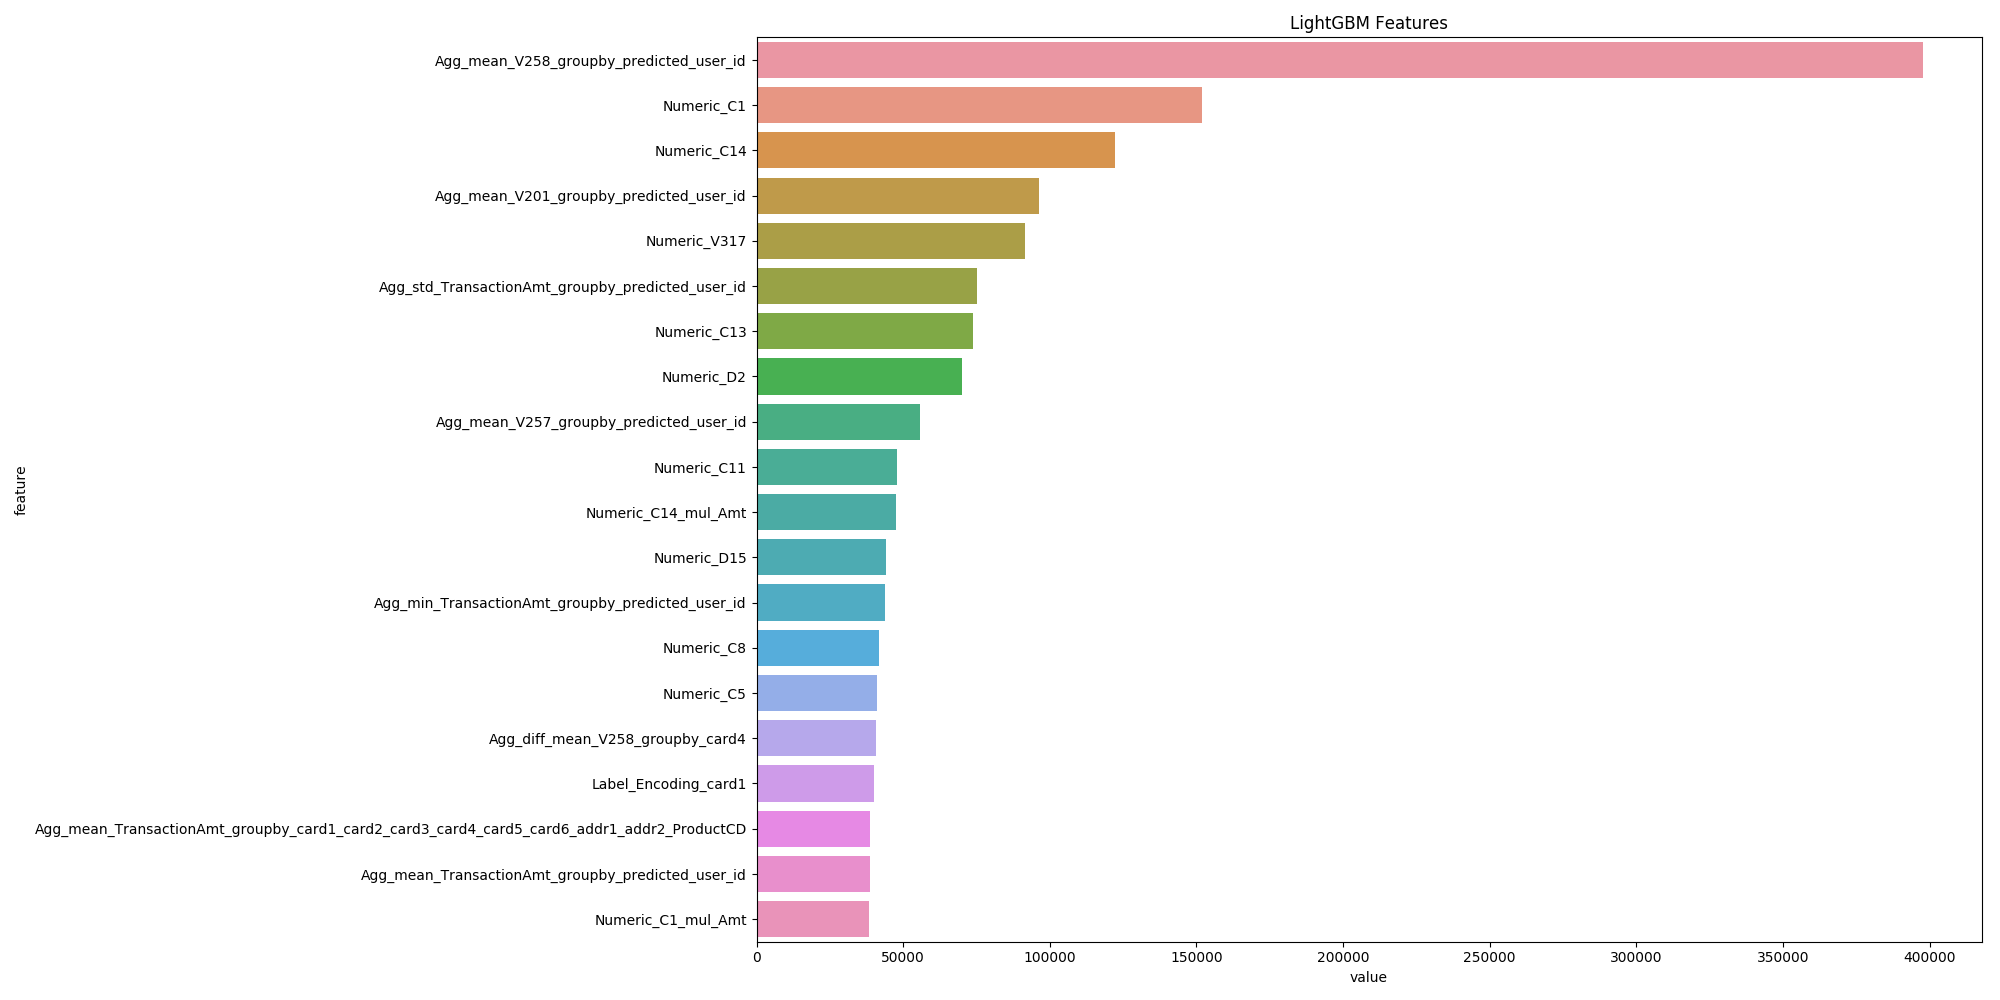 LightGBM Features
Agg_mean_V258_groupby_predicted_user_id
Numeric_C1
Numeric_C14
Agg_mean_V201_groupby_predicted_user_id
Numeric_V317
Agg_std_TransactionAmt_groupby_predicted_user_id
Numeric_C13
Numeric_D2
Agg_mean_V257_groupby_predicted_user_id
Numeric_C11
Numeric_C14_mul_Amt
Numeric_D15
Agg_min_TransactionAmt_groupby_predicted_user_id
Numeric_C8
Numeric_C5
Agg_diff_mean_V258_groupby_card4
Label_Encoding_card1
Agg_mean_TransactionAmt_groupby_card1_card2_card3_card4_card5_card6_addr1_addr2_ProductCD
Agg_mean_TransactionAmt_groupby_predicted_user_id
Numeric_C1_mul_Amt
feature
0 50000 100000 150000 200000 250000 300000 350000 400000
value